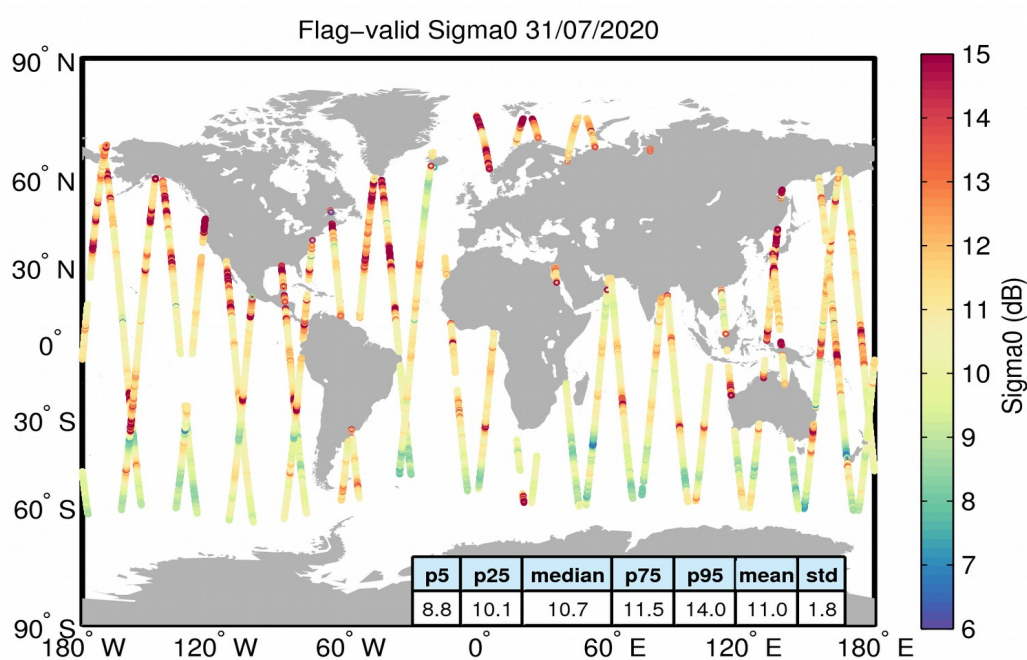 Flag−valid Sigma0 31/07/2020
90° N
60° N
30° N
0°
30° S
60° S
90° S
180° W
120° W
60° W
0°
60° E
120° E
180° E
15
14
13
12
11
10
9
8
7
6
Sigma0 (dB)
p5 p25 median p75 p95 mean std
8.8 10.1 10.7 11.5 14.0 11.0 1.8